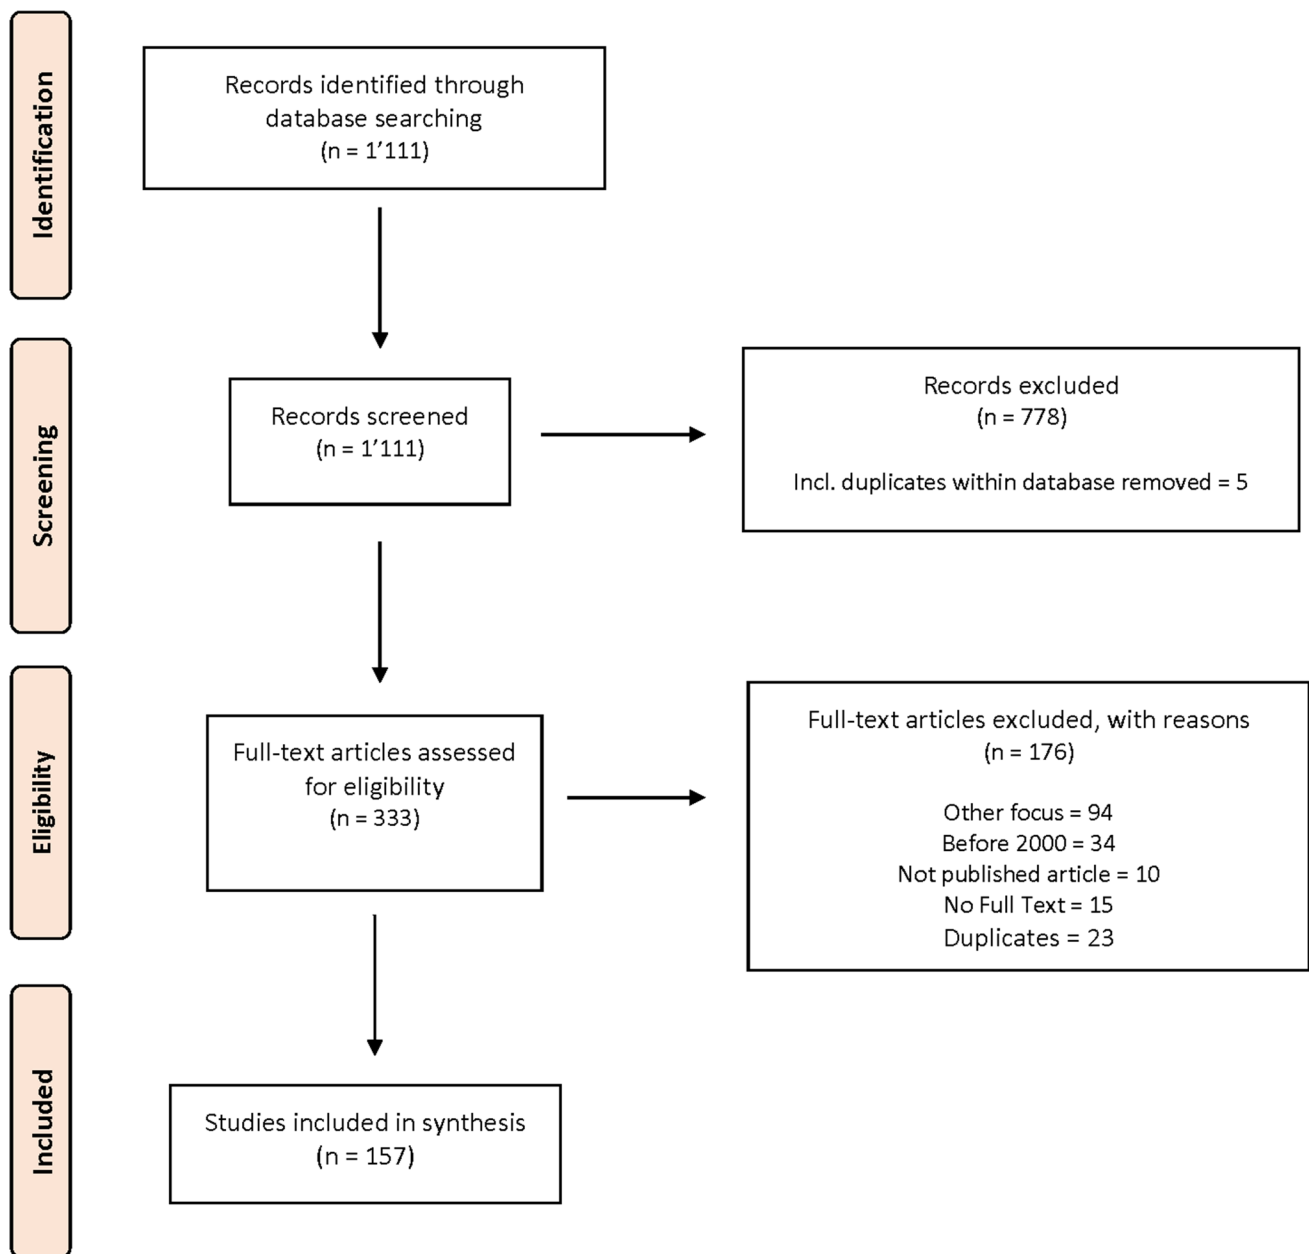 Identification
Records identified through
database searching
(n = 1’111)
Screening
Records screened
(n = 1’111)
Records excluded
(n = 778)
Incl. duplicates within database removed = 5
Eligibility
Full-text articles assessed
for eligibility
(n = 333)
Full-text articles excluded, with reasons
(n = 176)
Other focus = 94
Before 2000 = 34
Not published article = 10
No Full Text = 15
Duplicates = 23
Included
Studies included in synthesis
(n = 157)